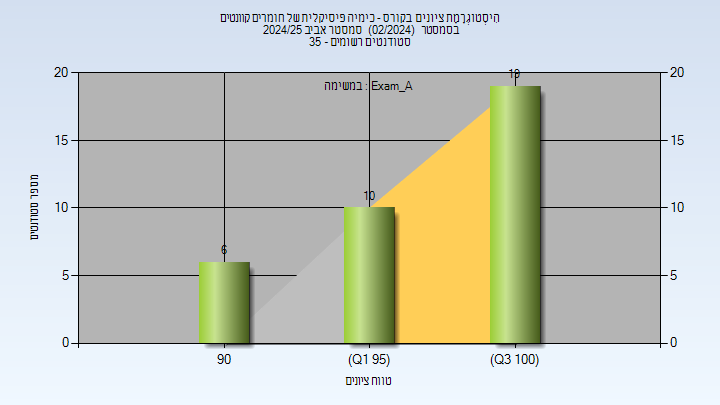 היסטוגרמת ציונים בקורס - כימיה פיסיקלית של חומרים קוונטים
בסמסטר (02/2024) סמסטר אביב 2024/25
סטודנטים רשומים - 35
במשימה : Exam_A
20
15
10
5
0
20
15
10
5
0
מספר סטודנטים
6
10
19
90
(Q1 95)
(Q3 100)
טווח ציונים